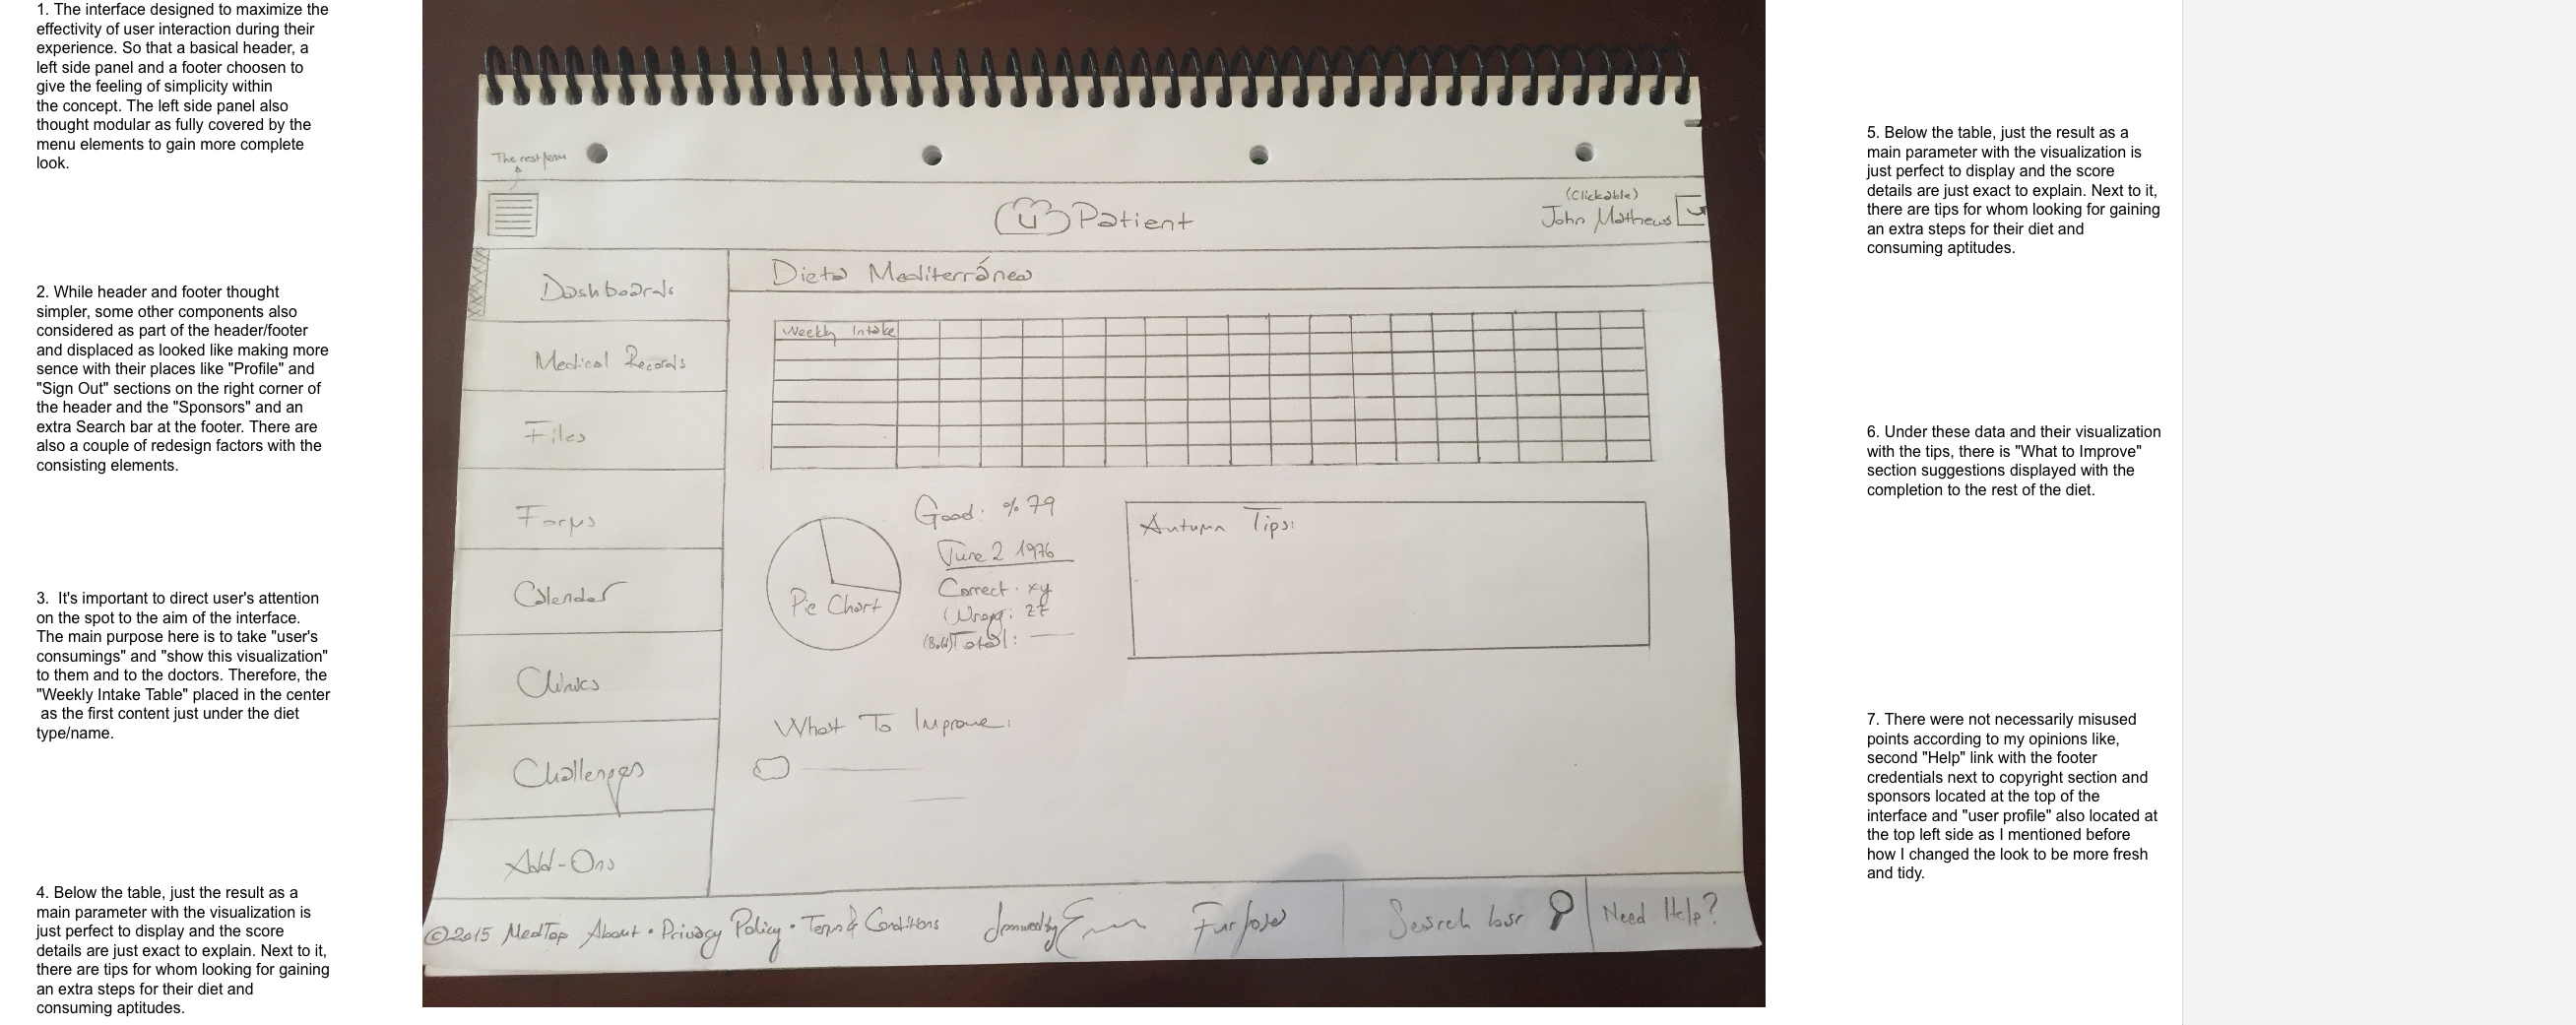 1. The interface designed to maximize the
effectivity of user interaction during their
experience. So that a basical header, a
left side panel and a footer choosen to
give the feeling of simplicity within
the concept. The left side panel also
thought modular as fully covered by the
menu elements to gain more complete
look.
2. While header and footer thought
simpler, some other components also
considered as part of the header/footer
and displaced as looked like making more
sence with their places like "Profile" and
"Sign Out" sections on the right corner of
the header and the "Sponsors" and an
extra Search bar at the footer. There are
also a couple of redesign factors with the
consisting elements.
3.  It's important to direct user's attention
on the spot to the aim of the interface.
The main purpose here is to take "user's
consumings" and "show this visualization"
to them and to the doctors. Therefore, the
"Weekly Intake Table" placed in the center
as the first content just under the diet
type/name.
4. Below the table, just the result as a
main parameter with the visualization is
just perfect to display and the score
details are just exact to explain. Next to it,
there are tips for whom looking for gaining
an extra steps for their diet and
consuming aptitudes.
The rest
U Patient
(Clickable)
John Mathews
Dashboards
Medical Records
Files
Forms
Calendar
Clinics
Challenges
Add-Ons
Dieta Mediterránea
Weekly Intake
Pie Chart
Good: % 79
June 2 1976
Correct: xy
Wrong: zt
(Bold) Total:
Autumn Tips:
What To Improve:
©2015 MedTap About • Privacy Policy • Terms & Conditions
Search bar
Need Help?
5. Below the table, just the result as a
main parameter with the visualization is
just perfect to display and the score
details are just exact to explain. Next to it,
there are tips for whom looking for gaining
an extra steps for their diet and
consuming aptitudes.
6. Under these data and their visualization
with the tips, there is "What to Improve"
section suggestions displayed with the
completion to the rest of the diet.
7. There were not necessarily misused
points according to my opinions like,
second "Help" link with the footer
credentials next to copyright section and
sponsors located at the top of the
interface and "user profile" also located at
the top left side as I mentioned before
how I changed the look to be more fresh
and tidy.